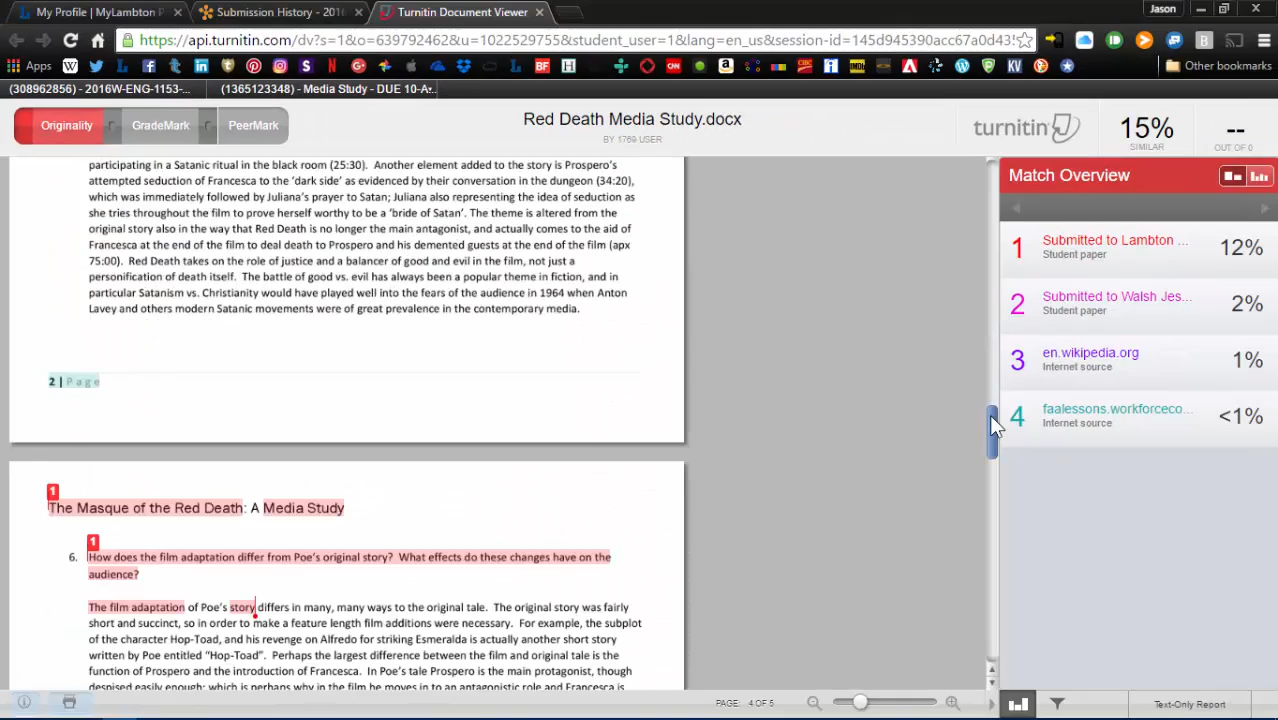 My Profile | MyLambton P
Submission History - 2016
Turnitin Document Viewer
Jason
https://api.turnitin.com/dv?s=1&o=639792462&u=1022529755&student_user=1&lang=en_us&session-id=145d945390acc67a0d43
Apps
Other bookmarks
(308962856) - 2016W-ENG-1153-...
(1365123348) - Media Study - DUE 10-A
Originality
GradeMark
PeerMark
Red Death Media Study.docx
BY 1769 USER
turnitin
15%
SIMILAR
--
OUT OF 0
participating in a Satanic ritual in the black room (25:30). Another element added to the story is Prospero's
attempted seduction of Francesca to the 'dark side' as evidenced by their conversation in the dungeon (34:20),
which was immediately followed by Juliana's prayer to Satan; Juliana also representing the idea of seduction as
she tries throughout the film to prove herself worthy to be a 'bride of Satan'. The theme is altered from the
original story also in the way that Red Death is no longer the main antagonist, and actually comes to the aid of
Francesca at the end of the film to deal death to Prospero and his demented guests at the end of the film (apx
75:00). Red Death takes on the role of justice and a balancer of good and evil in the film, not just a
personification of death itself. The battle of good vs. evil has always been a popular theme in fiction, and in
particular Satanism vs. Christianity would have played well into the fears of the audience in 1964 when Anton
Lavey and others modern Satanic movements were of great prevalence in the contemporary media.
2 | Page
1
The Masque of the Red Death: A Media Study
1
6. How does the film adaptation differ from Poe's original story? What effects do these changes have on the
audience?
The film adaptation of Poe's story differs in many, many ways to the original tale. The original story was fairly
short and succinct, so in order to make a feature length film additions were necessary. For example, the subplot
of the character Hop-Toad, and his revenge on Alfredo for striking Esmeralda is actually another short story
written by Poe entitled "Hop-Toad". Perhaps the largest difference between the film and original tale is the
function of Prospero and the introduction of Francesca. In Poe's tale Prospero is the main protagonist, though
despised easily enough; which is perhaps why in the film he moves in to an antagonistic role and Francesca is
Match Overview
1 Submitted to Lambton ... 12%
Student paper
2 Submitted to Walsh Jes... 2%
Student paper
3 en.wikipedia.org 1%
Internet source
4 faalessons.workforceco... <1%
Internet source
PAGE: 4 OF 5
Text-Only Report